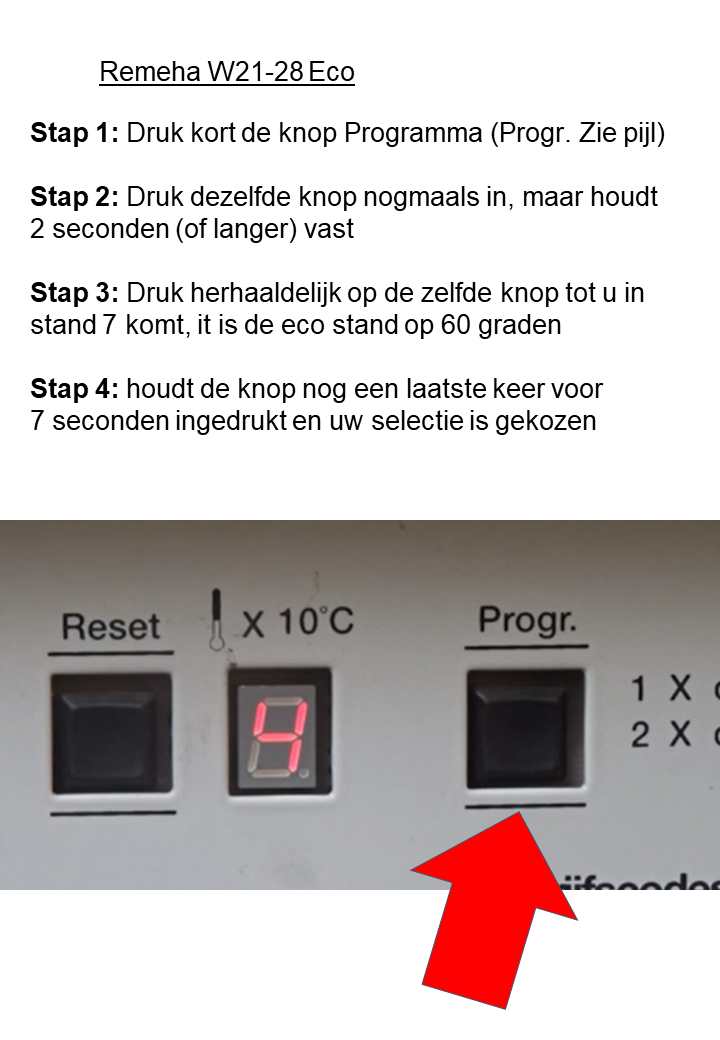 Remeha W21-28 Eco
Stap 1: Druk kort de knop Programma (Progr. Zie pijl)
Stap 2: Druk dezelfde knop nogmaals in, maar houdt
2 seconden (of langer) vast
Stap 3: Druk herhaaldelijk op de zelfde knop tot u in
stand 7 komt, it is de eco stand op 60 graden
Stap 4: houdt de knop nog een laatste keer voor
7 seconden ingedrukt en uw selectie is gekozen
Reset X 10°C Progr.
4
1 X
2 X